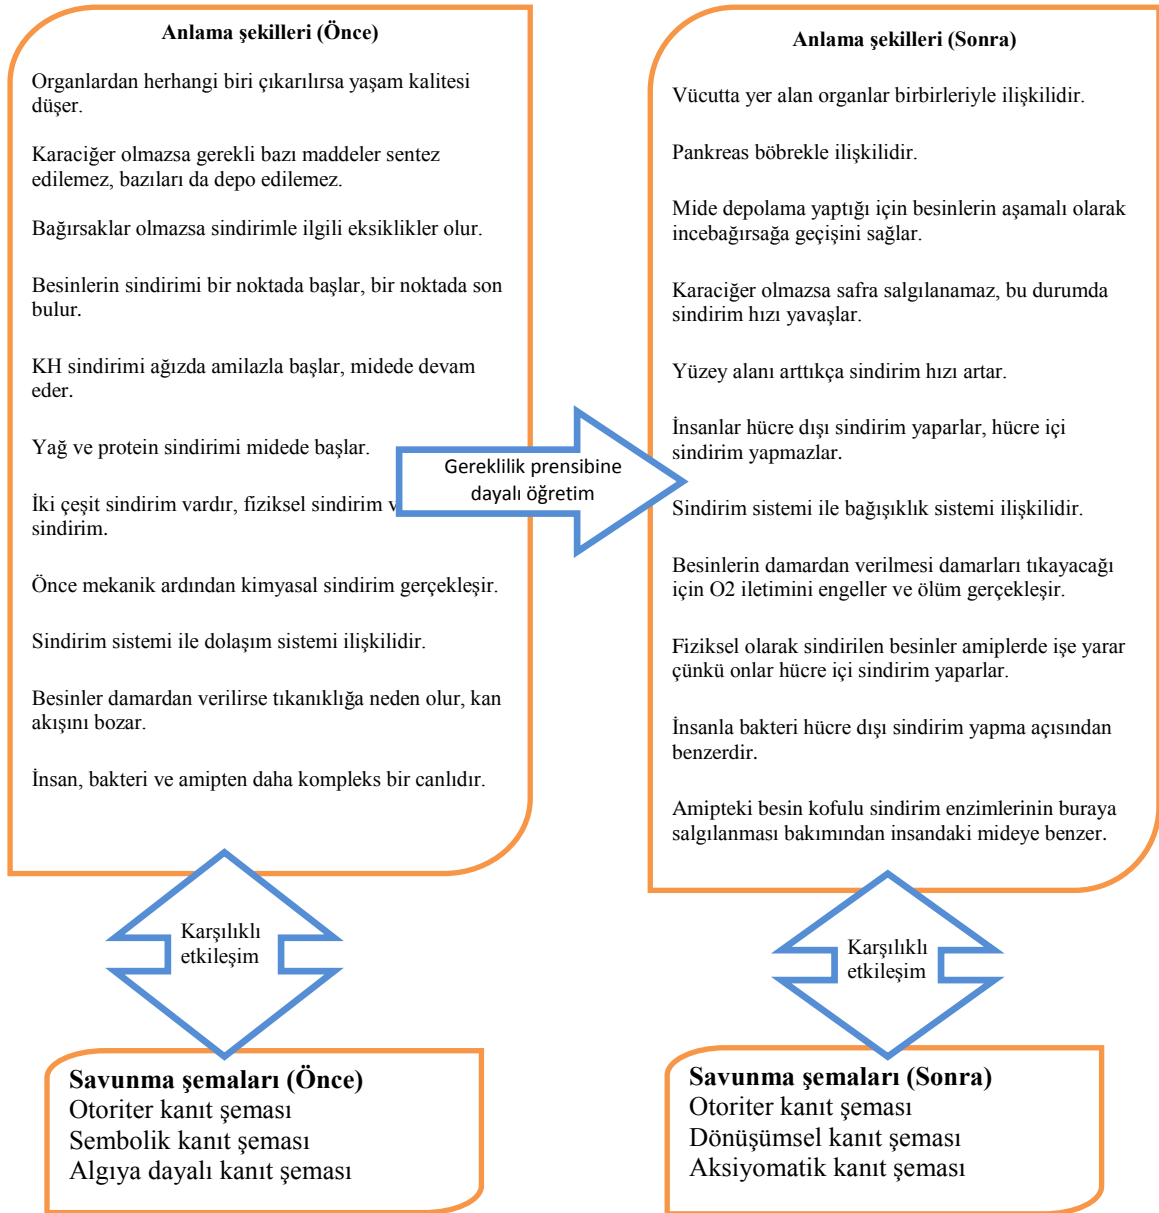 Anlama şekilleri (Önce)
Organlardan herhangi biri çıkarılırsa yaşam kalitesi
düşer.
Karaciğer olmazsa gerekli bazı maddeler sentez
edilemez, bazıları da depo edilemez.
Bağırsaklar olmazsa sindirimle ilgili eksiklikler olur.
Besinlerin sindirimi bir noktada başlar, bir noktada son
bulur.
KH sindirimi ağızda amilazla başlar, midede devam
eder.
Yağ ve protein sindirimi midede başlar.
İki çeşit sindirim vardır, fiziksel sindirim v
sindirim.
Önce mekanik ardından kimyasal sindirim gerçekleşir.
Sindirim sistemi ile dolaşım sistemi ilişkilidir.
Besinler damardan verilirse tıkanıklığa neden olur, kan
akışını bozar.
İnsan, bakteri ve amipten daha kompleks bir canlıdır.
Gereklilik prensibine
dayalı öğretim
Anlama şekilleri (Sonra)
Vücutta yer alan organlar birbirleriyle ilişkilidir.
Pankreas böbrekle ilişkilidir.
Mide depolama yaptığı için besinlerin aşamalı olarak
incebağırsağa geçişini sağlar.
Karaciğer olmazsa safra salgılanamaz, bu durumda
sindirim hızı yavaşlar.
Yüzey alanı arttıkça sindirim hızı artar.
İnsanlar hücre dışı sindirim yaparlar, hücre içi
sindirim yapmazlar.
Sindirim sistemi ile bağışıklık sistemi ilişkilidir.
Besinlerin damardan verilmesi damarları tıkayacağı
için O2 iletimini engeller ve ölüm gerçekleşir.
Fiziksel olarak sindirilen besinler amiplerde işe yarar
çünkü onlar hücre içi sindirim yaparlar.
İnsanla bakteri hücre dışı sindirim yapma açısından
benzerdir.
Amipteki besin kofulu sindirim enzimlerinin buraya
salgılanması bakımından insandaki mideye benzer.
Karşılıklı
etkileşim
Karşılıklı
etkileşim
Savunma şemaları (Önce)
Otoriter kanıt şeması
Sembolik kanıt şeması
Algıya dayalı kanıt şeması
Savunma şemaları (Sonra)
Otoriter kanıt şeması
Dönüşümsel kanıt şeması
Aksiyomatik kanıt şeması